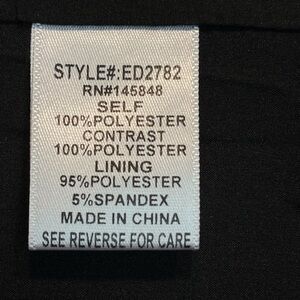 STYLE#:ED2782
RN#145848
SELF
100%POLYESTER
CONTRAST
100%POLYESTER
LINING
95%POLYESTER
5%SPANDEX
MADE IN CHINA
SEE REVERSE FOR CARE